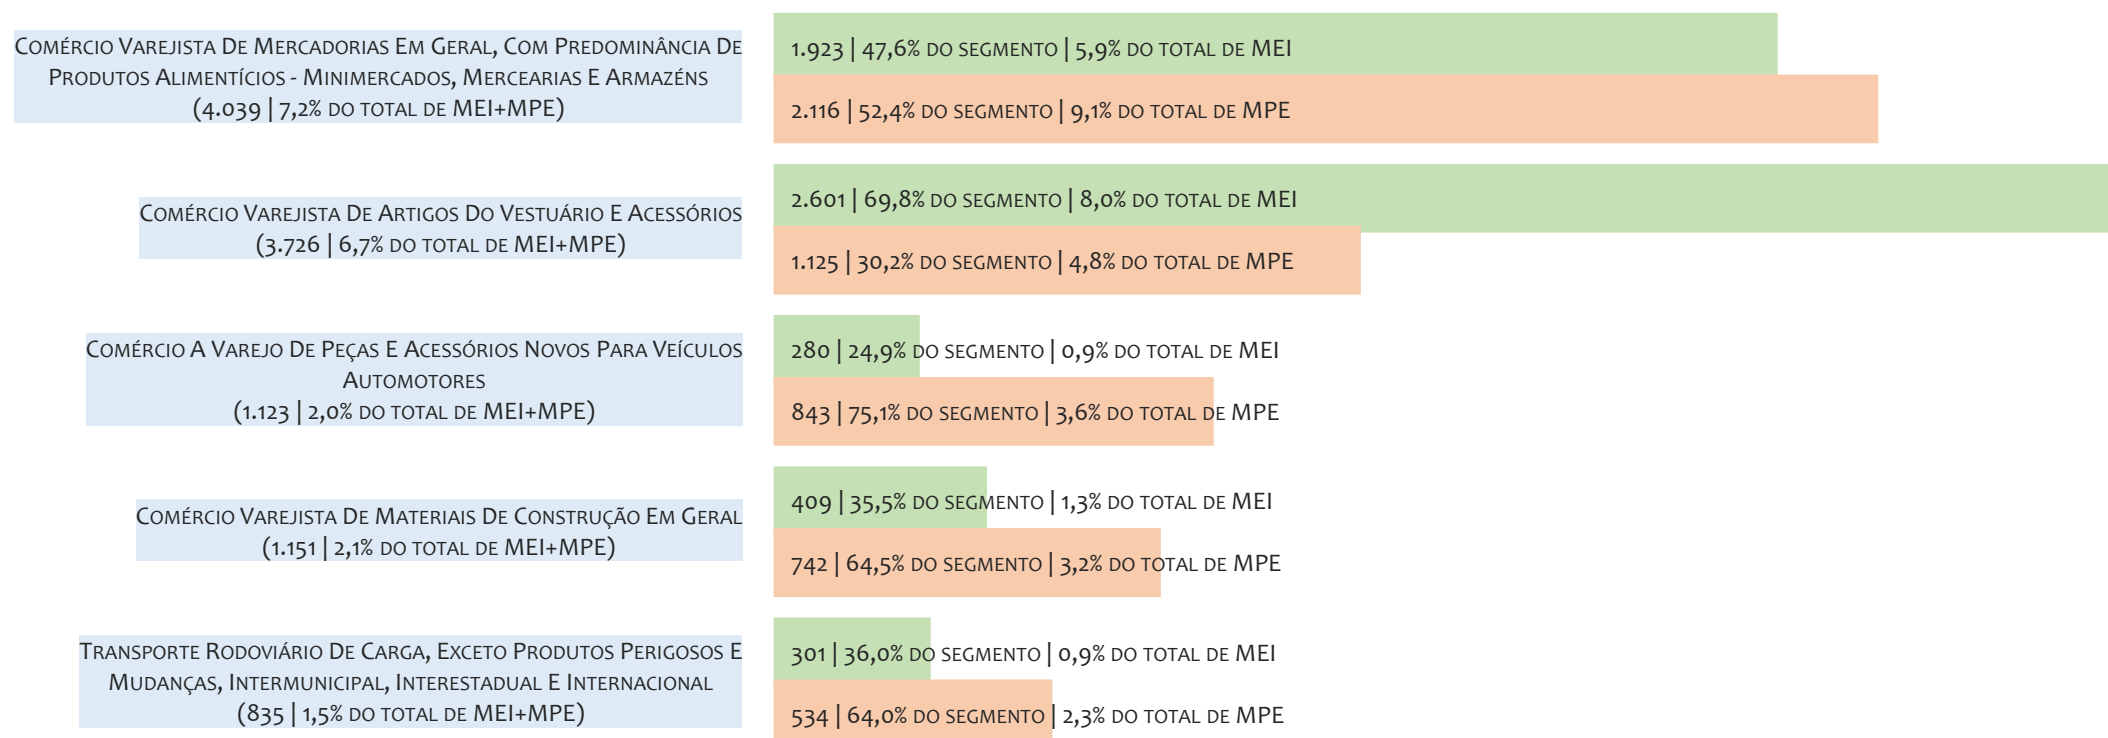 Comércio Varejista De Mercadorias Em Geral, Com Predominância De
Produtos Alimentícios - Minimercados, Mercearias E Armazéns
(4.039 | 7,2% do total de MEI+MPE)
1.923 | 47,6% do segmento | 5,9% do total de MEI
2.116 | 52,4% do segmento | 9,1% do total de MPE
Comércio Varejista De Artigos Do Vestuário E Acessórios
(3.726 | 6,7% do total de MEI+MPE)
2.601 | 69,8% do segmento | 8,0% do total de MEI
1.125 | 30,2% do segmento | 4,8% do total de MPE
Comércio A Varejo De Peças E Acessórios Novos Para Veículos
Automotores
(1.123 | 2,0% do total de MEI+MPE)
280 | 24,9% do segmento | 0,9% do total de MEI
843 | 75,1% do segmento | 3,6% do total de MPE
Comércio Varejista De Materiais De Construção Em Geral
(1.151 | 2,1% do total de MEI+MPE)
409 | 35,5% do segmento | 1,3% do total de MEI
742 | 64,5% do segmento | 3,2% do total de MPE
Transporte Rodoviário De Carga, Exceto Produtos Perigosos E
Mudanças, Intermunicipal, Interestadual E Internacional
(835 | 1,5% do total de MEI+MPE)
301 | 36,0% do segmento | 0,9% do total de MEI
534 | 64,0% do segmento | 2,3% do total de MPE